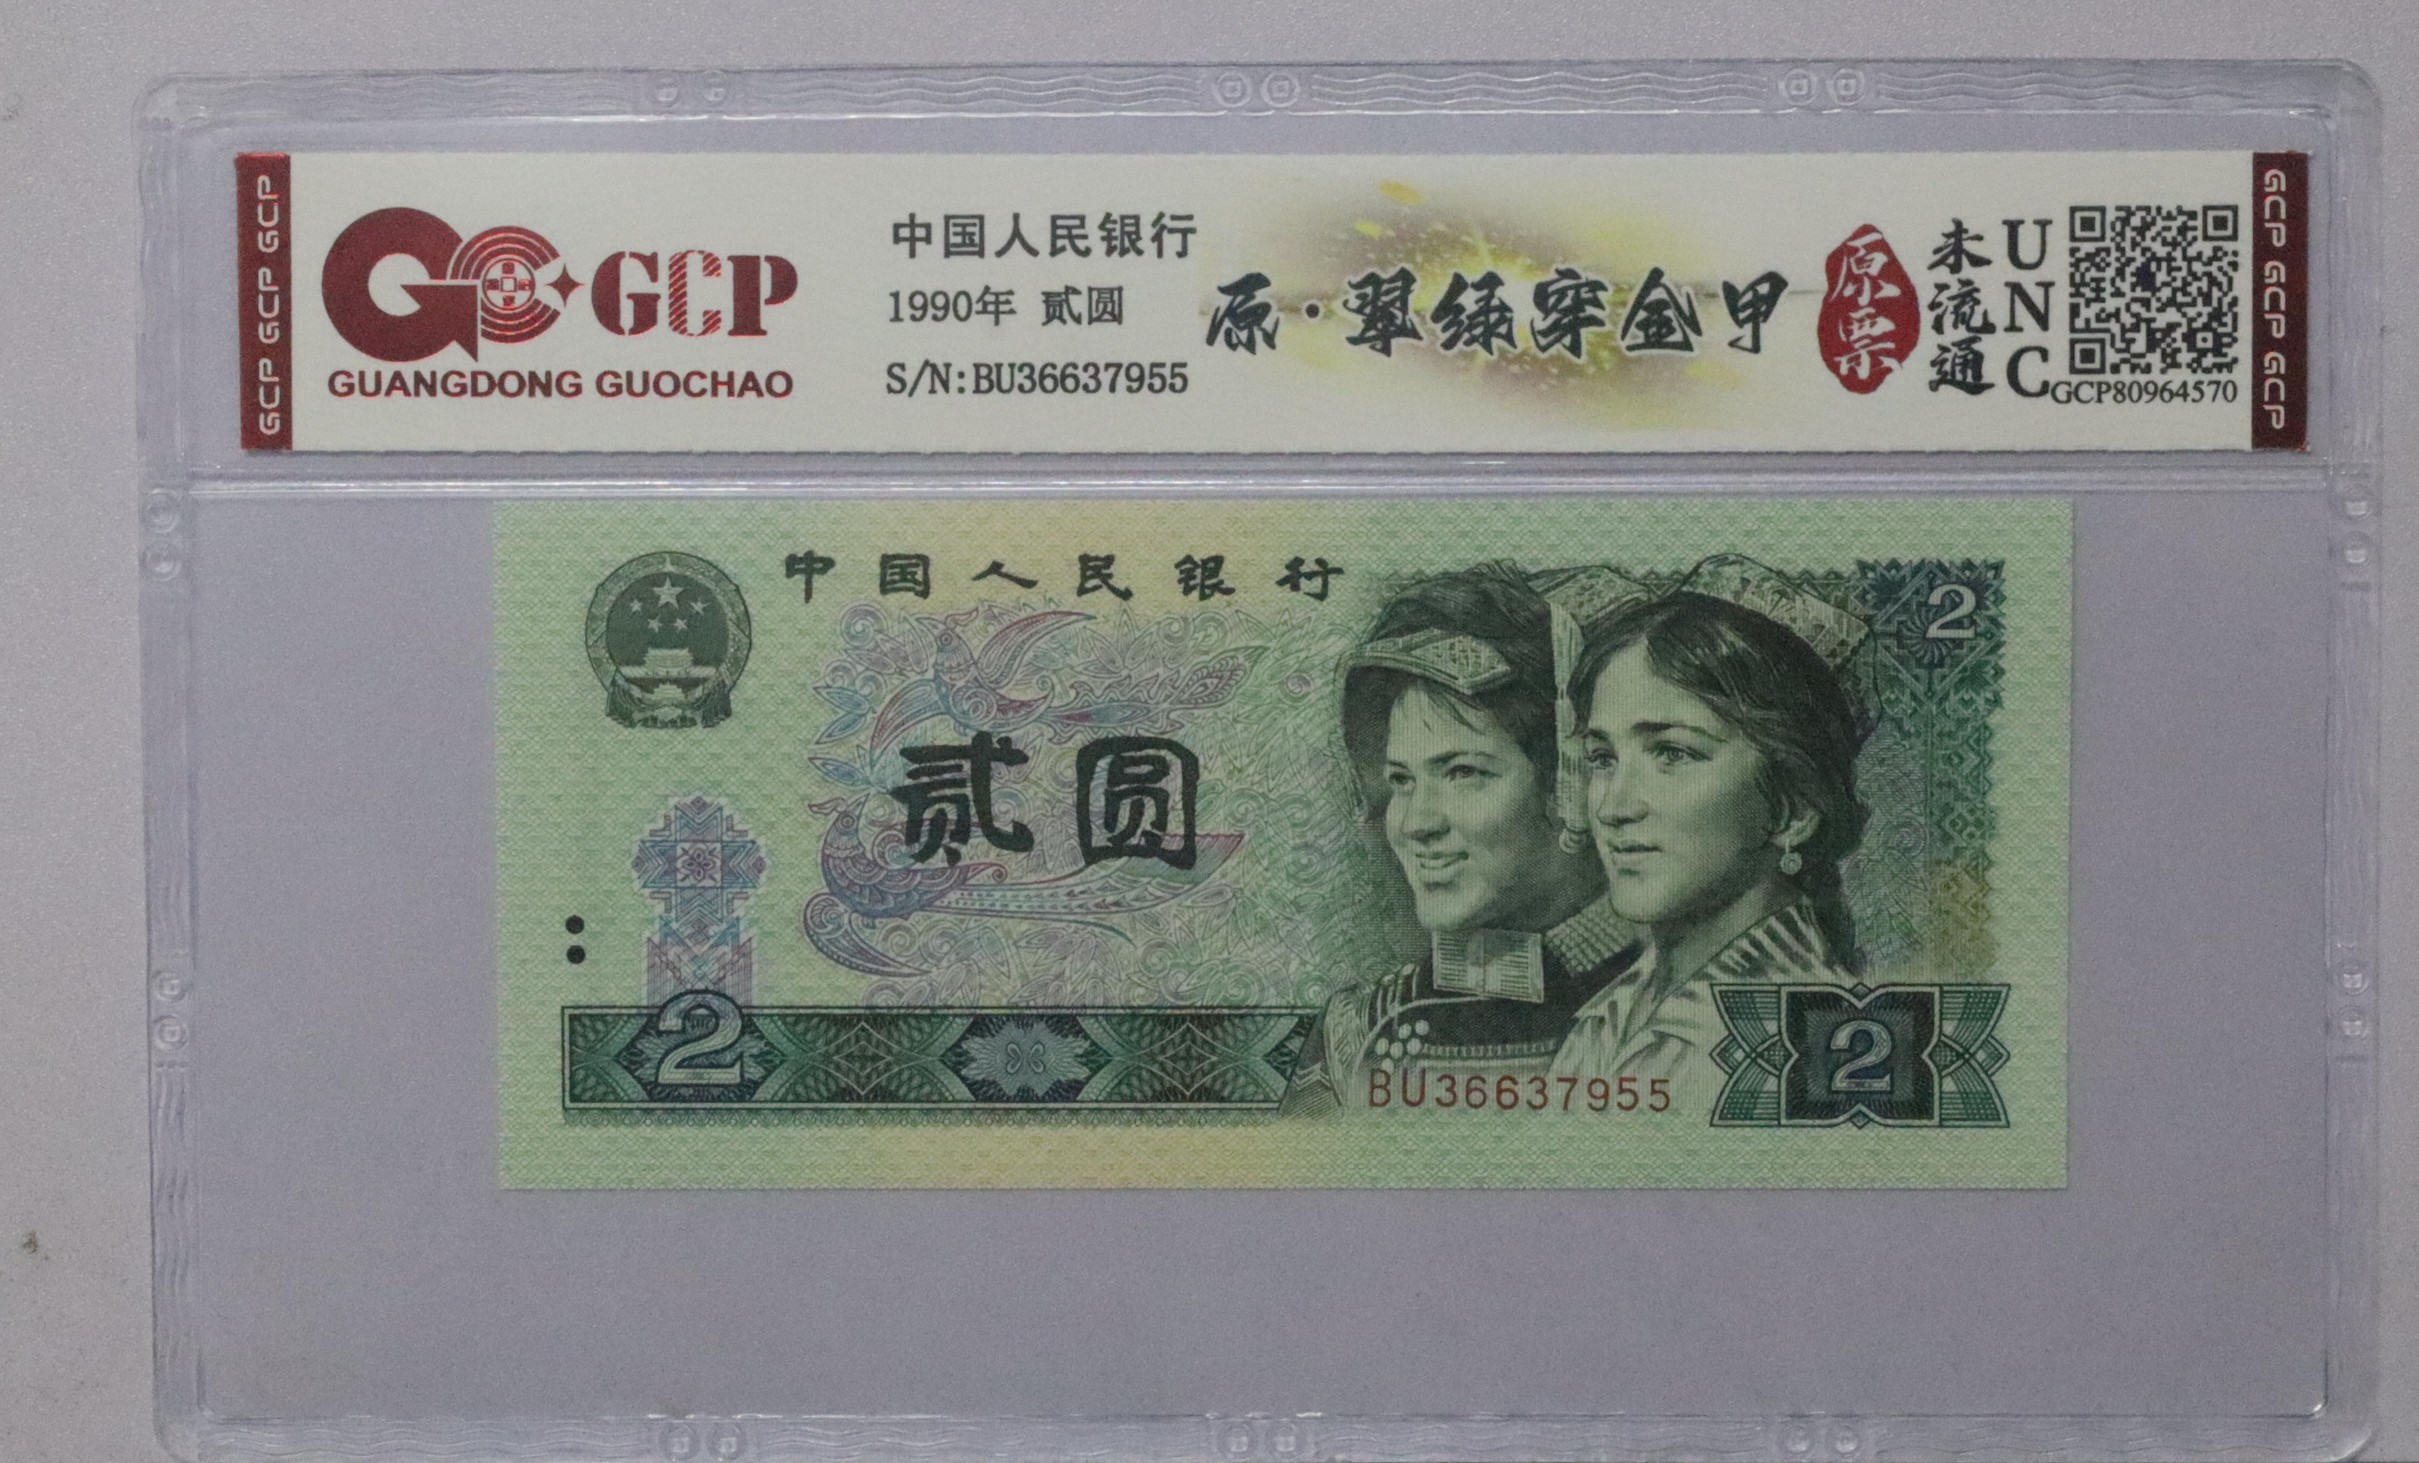 GCP GCP GCP
GCP
GUANGDONG GUOCHAO
中国人民银行
1990年 贰圆
S/N:BU36637955
原·翠绿穿金甲
原票
未流通
UNC
GCP80964570
GCP GCP GCP
中国人民银行
2
贰圆
2
2
BU36637955